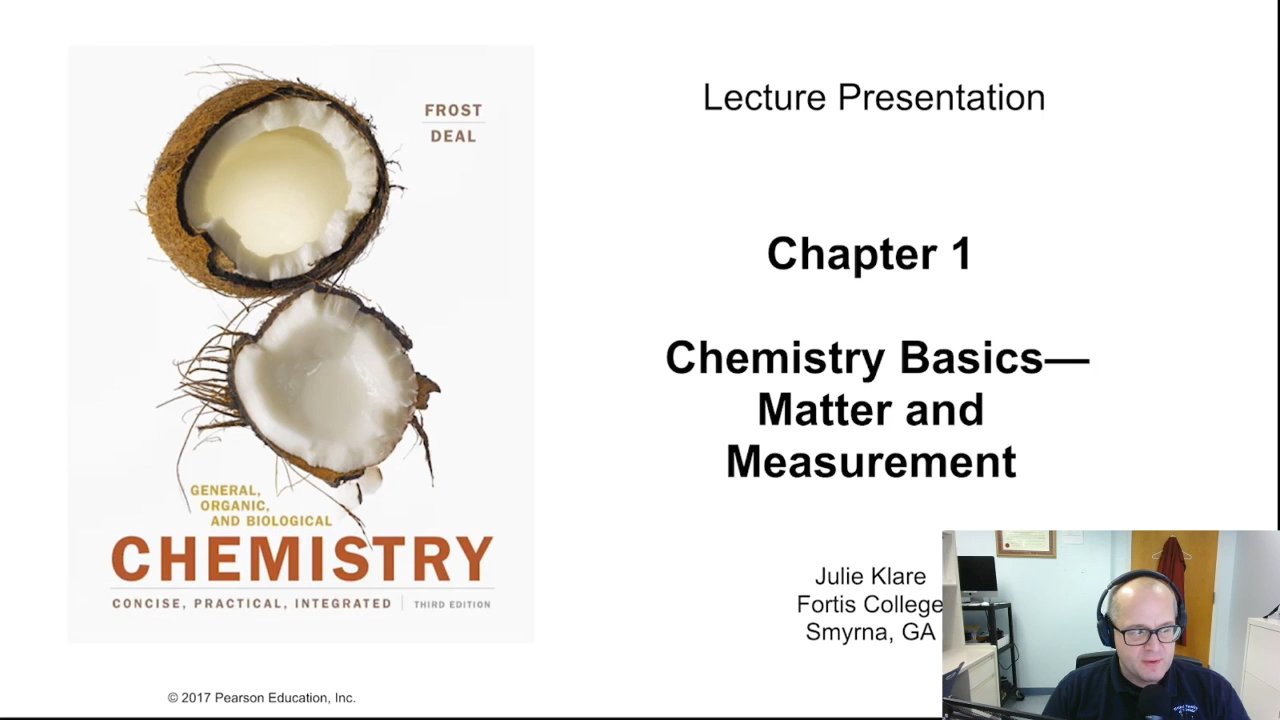 FROST
DEAL
GENERAL,
ORGANIC,
AND BIOLOGICAL
CHEMISTRY
CONCISE, PRACTICAL, INTEGRATED | THIRD EDITION
© 2017 Pearson Education, Inc.
Lecture Presentation
Chapter 1
Chemistry Basics—
Matter and
Measurement
Julie Klare
Fortis College
Smyrna, GA